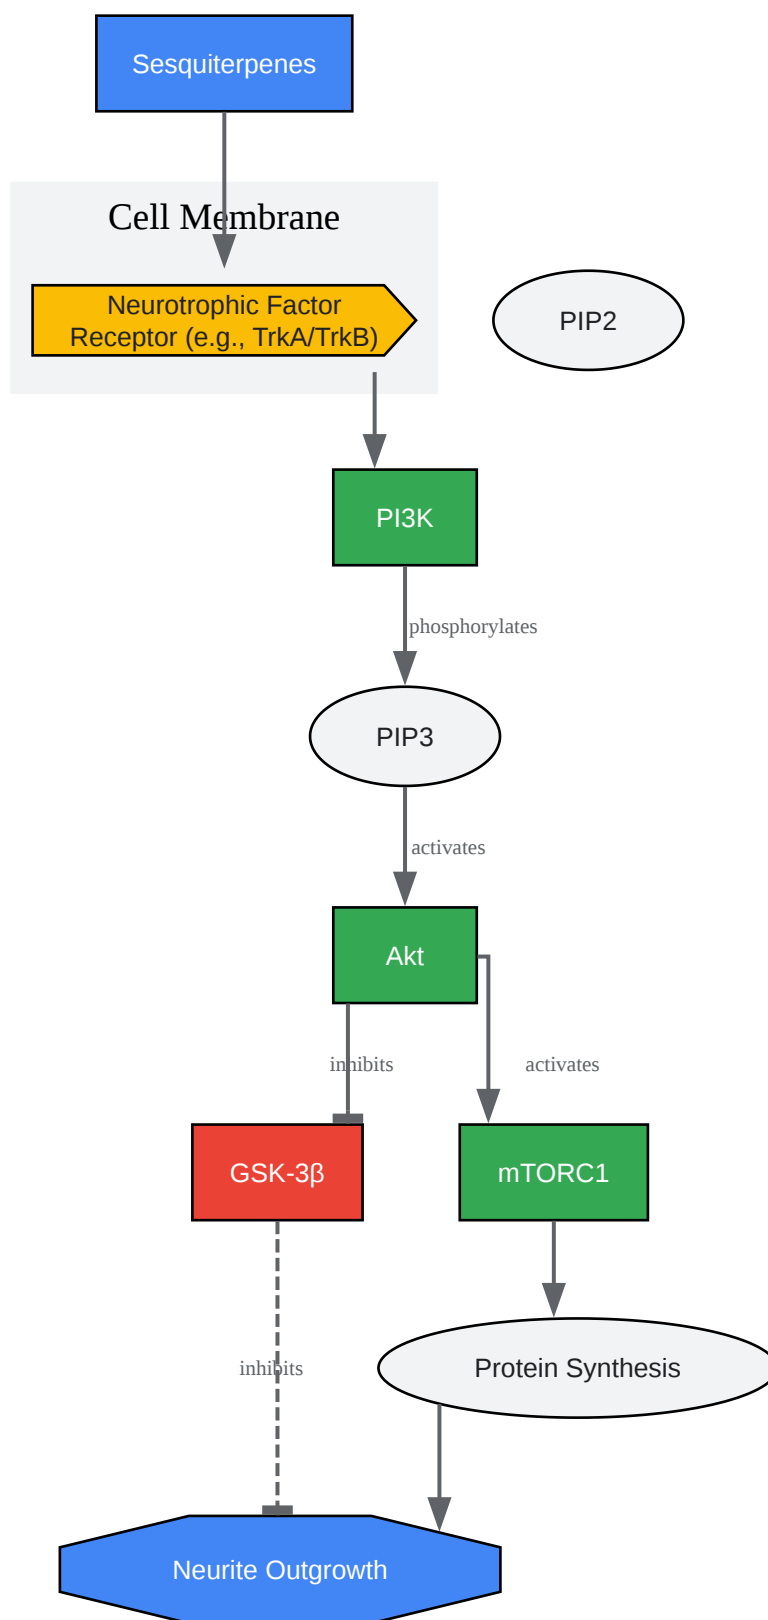 Sesquiterpenes
Cell Membrane
Neurotrophic Factor
Receptor (e.g., TrkA/TrkB)
PIP2
PI3K
phosphorylates
PIP3
activates
Akt
inhibits
activates
GSK-3β
mTORC1
inhibits
Protein Synthesis
Neurite Outgrowth